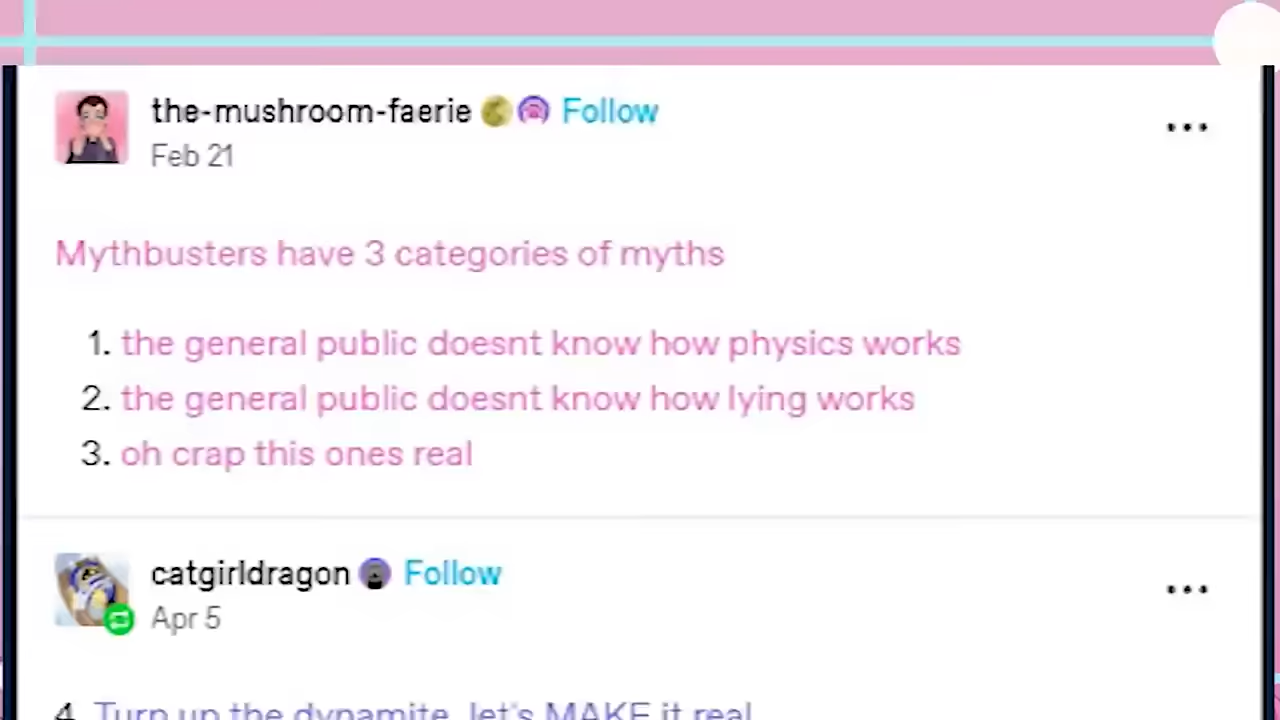 the-mushroom-faerie Follow
Feb 21
Mythbusters have 3 categories of myths
1. the general public doesnt know how physics works
2. the general public doesnt know how lying works
3. oh crap this ones real
catgirldragon Follow
Apr 5
4. Turn up the dynamite, let's MAKE it real